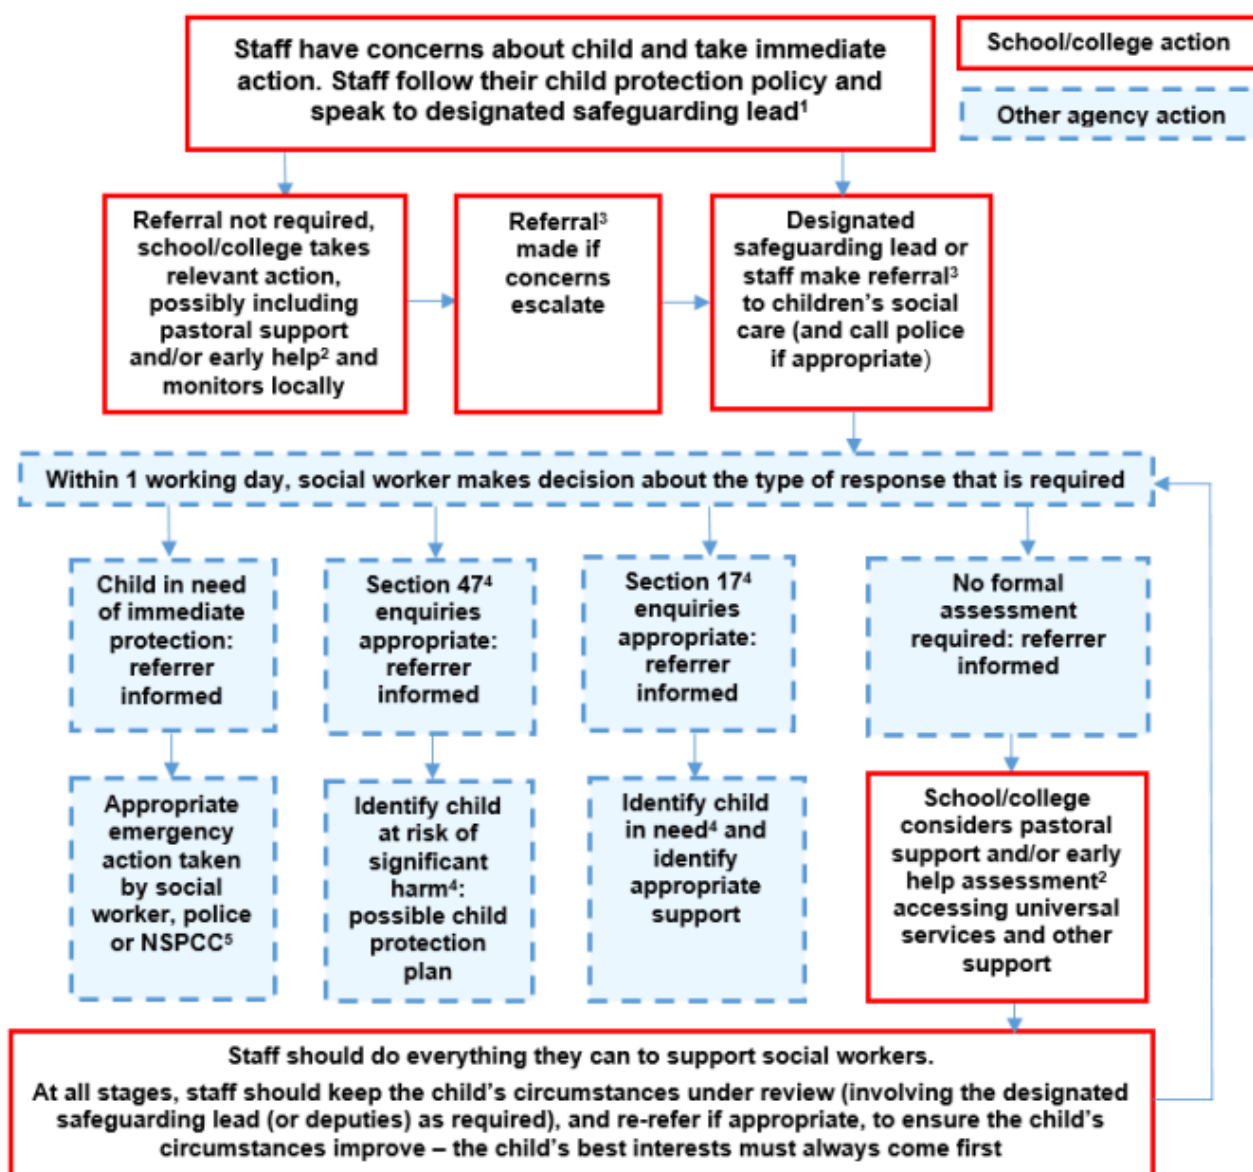 Staff have concerns about child and take immediate
action. Staff follow their child protection policy and
speak to designated safeguarding lead¹
School/college action
Other agency action
Referral not required,
school/college takes
relevant action,
possibly including
pastoral support
and/or early help² and
monitors locally
Referral³
made if
concerns
escalate
Designated
safeguarding lead or
staff make referral³
to children’s social
care (and call police
if appropriate)
Within 1 working day, social worker makes decision about the type of response that is required
Child in need
of immediate
protection:
referrer
informed
Section 47⁴
enquiries
appropriate:
referrer
informed
Section 17⁴
enquiries
appropriate:
referrer
informed
No formal
assessment
required: referrer
informed
Appropriate
emergency
action taken
by social
worker, police
or NSPCC⁵
Identify child
at risk of
significant
harm⁴:
possible child
protection
plan
Identify child
in need⁴ and
identify
appropriate
support
School/college
considers pastoral
support and/or early
help assessment²
accessing universal
services and other
support
Staff should do everything they can to support social workers.
At all stages, staff should keep the child’s circumstances under review (involving the designated
safeguarding lead (or deputies) as required), and re-refer if appropriate, to ensure the child’s
circumstances improve – the child’s best interests must always come first